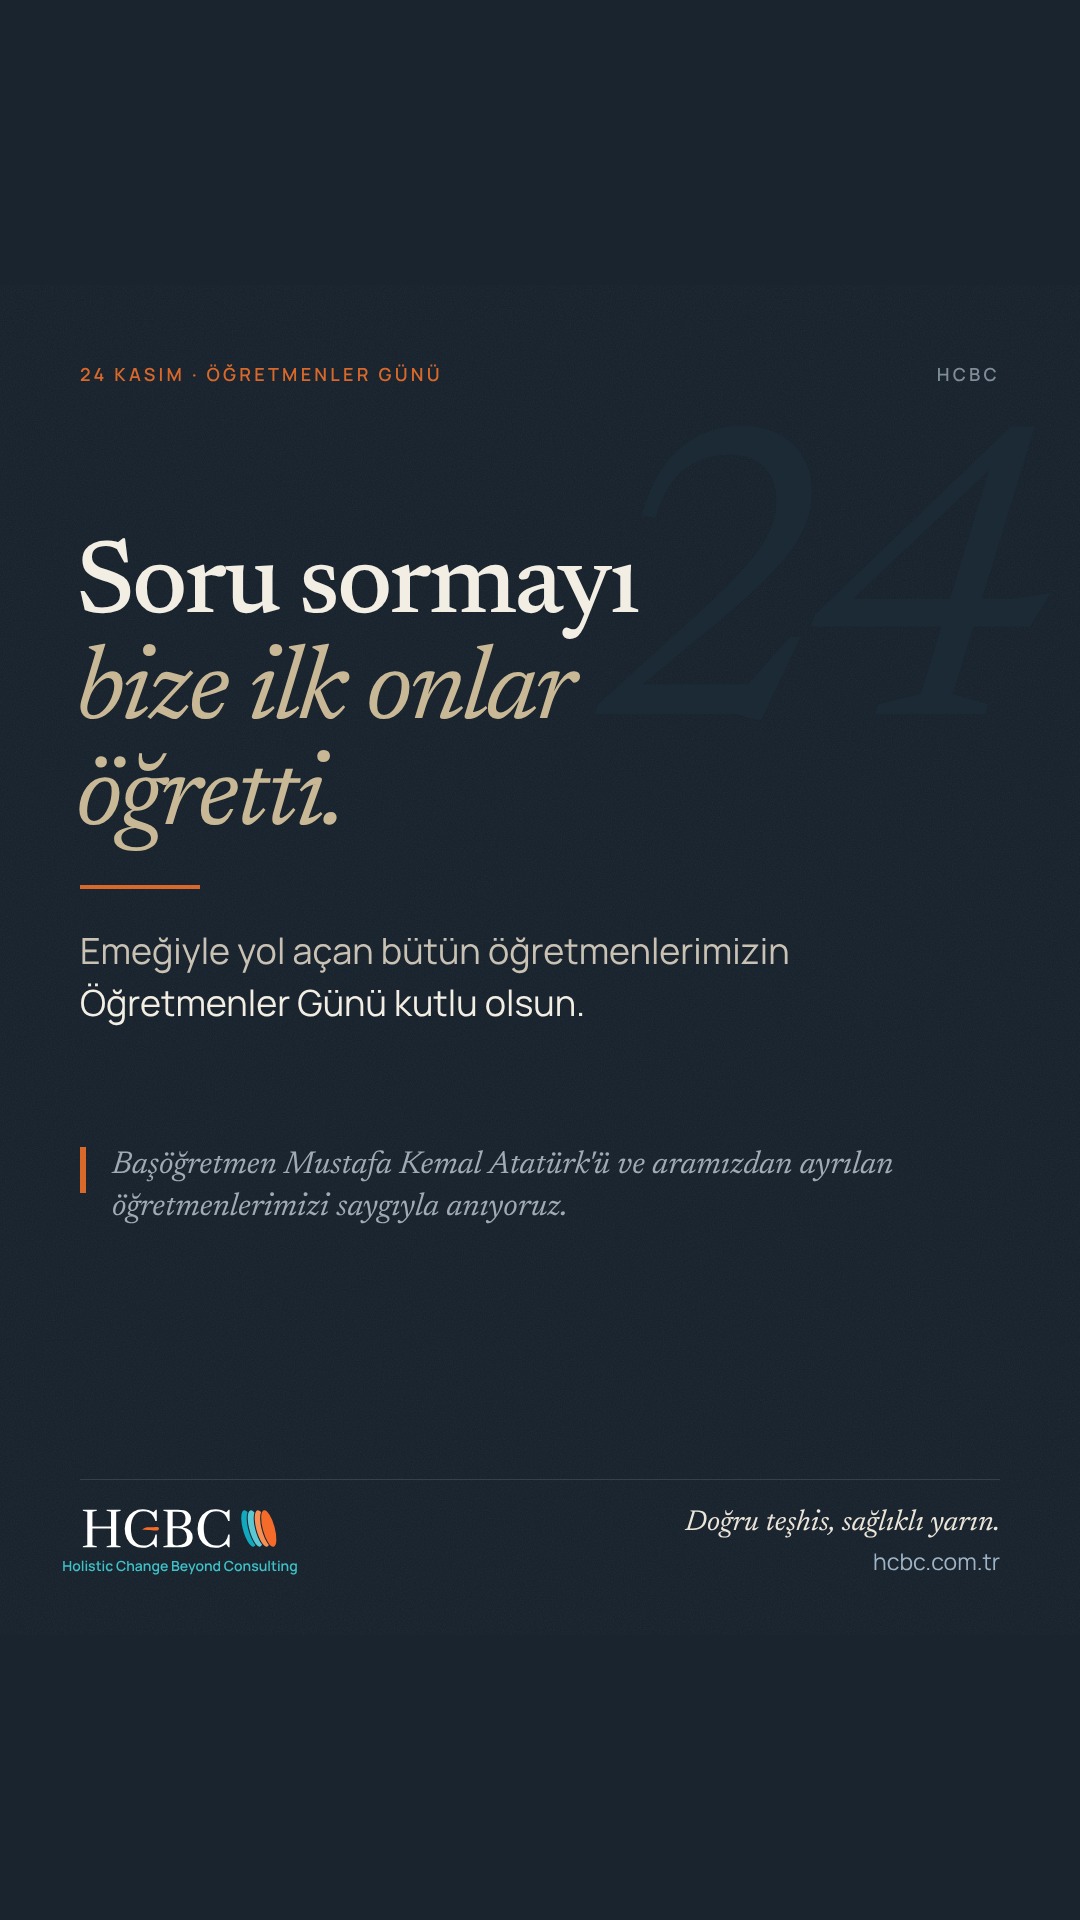 24 KASIM · ÖĞRETMENLER GÜNÜ
HCBC
24
Soru sormayı
bize ilk onlar
öğretti.
Emeğiyle yol açan bütün öğretmenlerimizin
Öğretmenler Günü kutlu olsun.
Başöğretmen Mustafa Kemal Atatürk'ü ve aramızdan ayrılan
öğretmenlerimizi saygıyla anıyoruz.
HCBC
Holistic Change Beyond Consulting
Doğru teşhis, sağlıklı yarın.
hcbc.com.tr